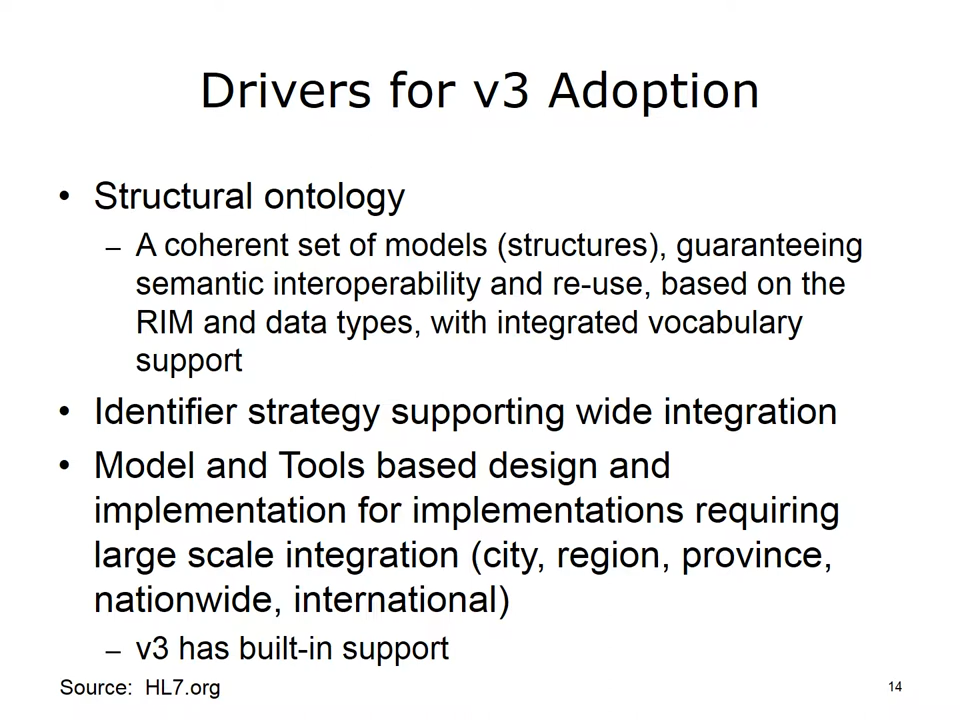 Drivers for v3 Adoption
• Structural ontology
– A coherent set of models (structures), guaranteeing
semantic interoperability and re-use, based on the
RIM and data types, with integrated vocabulary
support
• Identifier strategy supporting wide integration
• Model and Tools based design and
implementation for implementations requiring
large scale integration (city, region, province,
nationwide, international)
– v3 has built-in support
Source: HL7.org
14